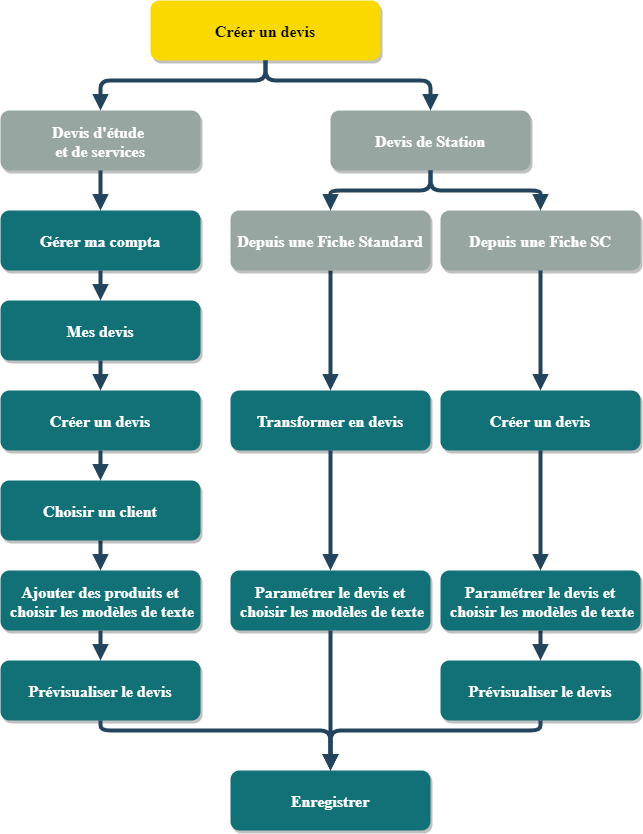 Créer un devis
Devis d'étude
et de services
Devis de Station
Gérer ma compta
Depuis une Fiche Standard
Depuis une Fiche SC
Mes devis
Créer un devis
Transformer en devis
Créer un devis
Choisir un client
Ajouter des produits et
choisir les modèles de texte
Paramétrer le devis et
choisir les modèles de texte
Paramétrer le devis et
choisir les modèles de texte
Prévisualiser le devis
Prévisualiser le devis
Enregistrer